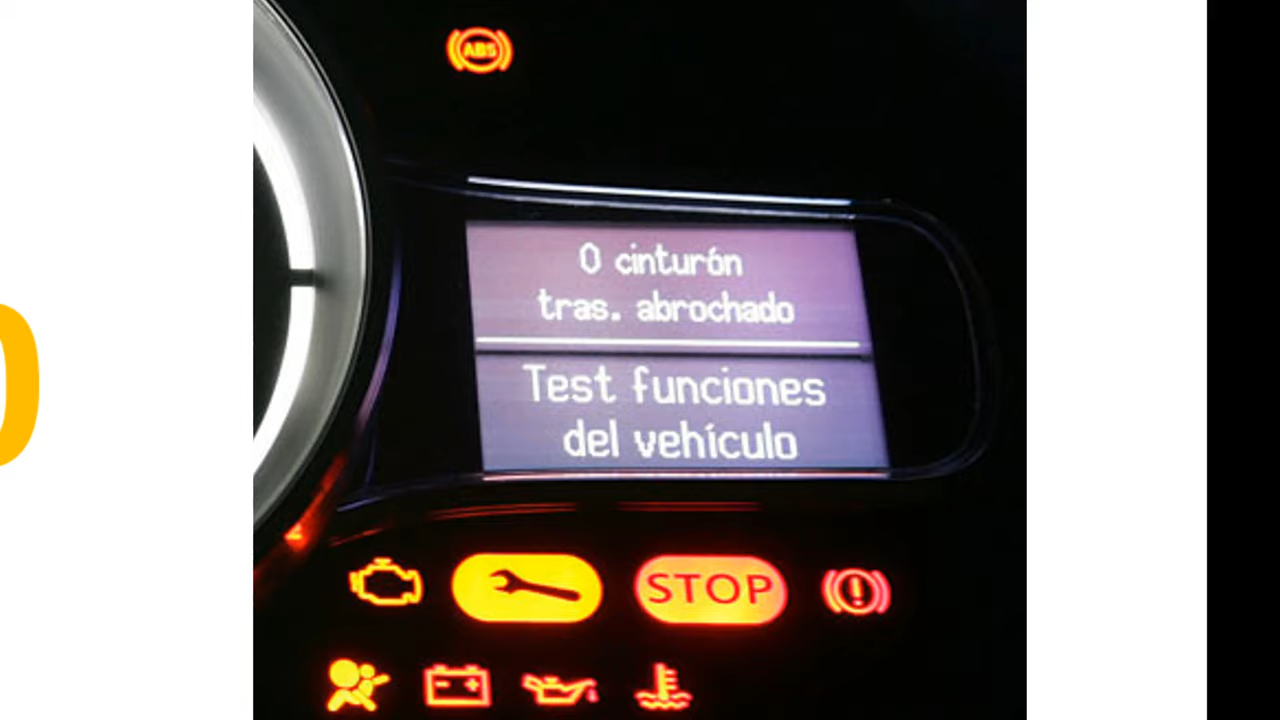 ABS
0 cinturón
tras. abrochado
Test funciones
del vehículo
STOP